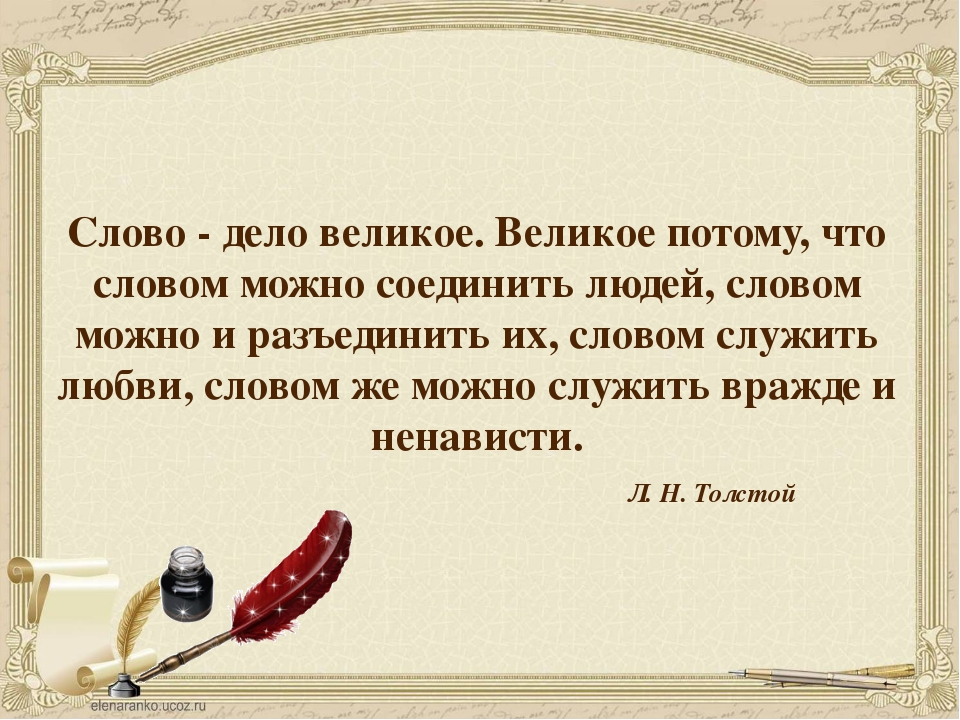 Слово - дело великое. Великое потому, что
словом можно соединить людей, словом
можно и разъединить их, словом служить
любви, словом же можно служить вражде и
ненависти.
Л. Н. Толстой
elenaranko.ucoz.ru